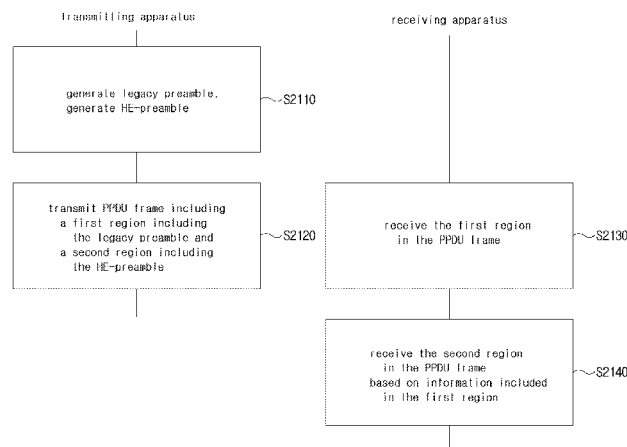 transmitting apparatus
receiving apparatus
generate legacy preamble,
generate HE-preamble
S2110
transmit PPDU frame including
a first region including
the legacy preamble and
a second region including
the HE-preamble
S2120
receive the first region
in the PPDU frame
S2130
receive the second region
in the PPDU frame
based on information included
in the first region
S2140